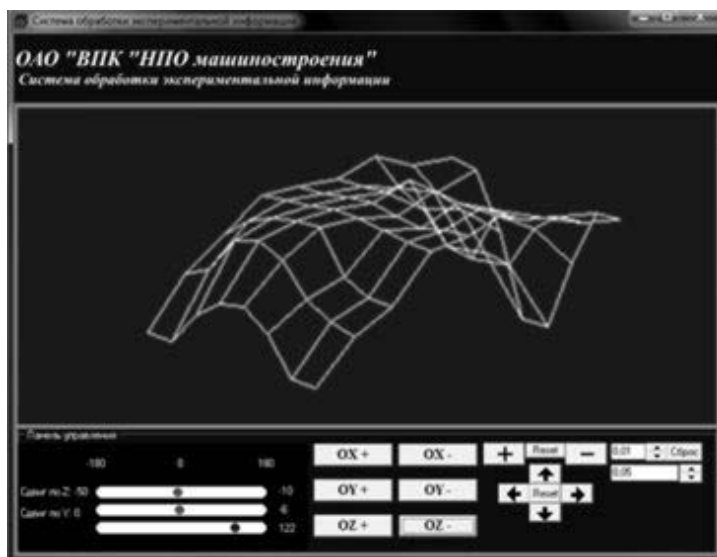 Система обработки экспериментальной информации
ОАО "ВПК "НПО машиностроения"
Система обработки экспериментальной информации
Панель управления
-180 -0 180
Сдвиг по Z: -50 -10
Сдвиг по Y: 0 -6
122
OX + OX -
OY + OY -
OZ + OZ -
+ Reset −
Reset
0.01 Сброс
0.05